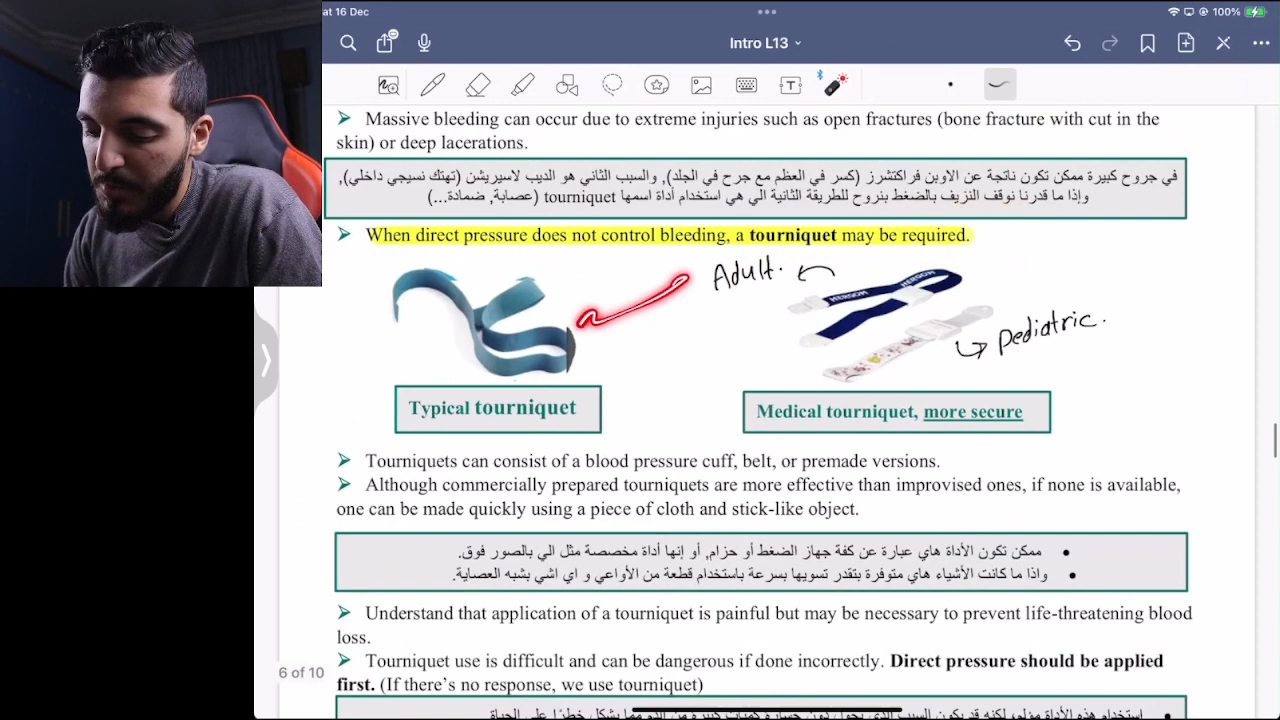 at 16 Dec
100%
Intro L13
➤ Massive bleeding can occur due to extreme injuries such as open fractures (bone fracture with cut in the
skin) or deep lacerations.
في جروح كبيرة ممكن تكون ناتجة عن الاوبن فراكتشرز (كسر في العظم مع جرح في الجلد), والسبب الثاني هو الديب لاسيريشن (تهتك نسيجي داخلي),
وإذا ما قدرنا نوقف النزيف بالضغط بنروح للطريقة الثانية الي هي استخدام أداة اسمها tourniquet (عصابة, ضمادة...)
➤ When direct pressure does not control bleeding, a tourniquet may be required.
Adult.
HERGOM HERGOM
Pediatric.
Typical tourniquet
Medical tourniquet, more secure
➤ Tourniquets can consist of a blood pressure cuff, belt, or premade versions.
➤ Although commercially prepared tourniquets are more effective than improvised ones, if none is available,
one can be made quickly using a piece of cloth and stick-like object.
• ممكن تكون الأداة هاي عبارة عن كفة جهاز الضغط أو حزام, أو إنها أداة مخصصة مثل الي بالصور فوق.
• واذا ما كانت الأشياء هاي متوفرة بتقدر تسويها بسرعة باستخدام قطعة من الأواعي و اي اشي بشبه العصاية.
➤ Understand that application of a tourniquet is painful but may be necessary to prevent life-threatening blood
loss.
➤ Tourniquet use is difficult and can be dangerous if done incorrectly. Direct pressure should be applied
first. (If there's no response, we use tourniquet)
6 of 10